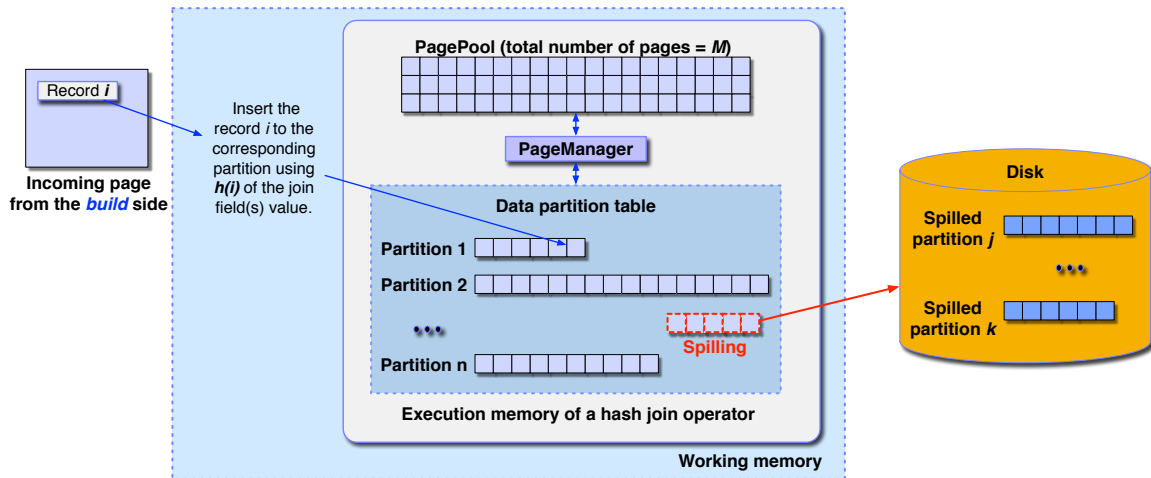 PagePool (total number of pages = M)
Record i
Insert the
record i to the
corresponding
partition using
h(i) of the join
field(s) value.
Incoming page
from the build side
PageManager
Data partition table
Partition 1
Partition 2
...
Spilling
Partition n
Execution memory of a hash join operator
Working memory
Disk
Spilled
partition j
...
Spilled
partition k